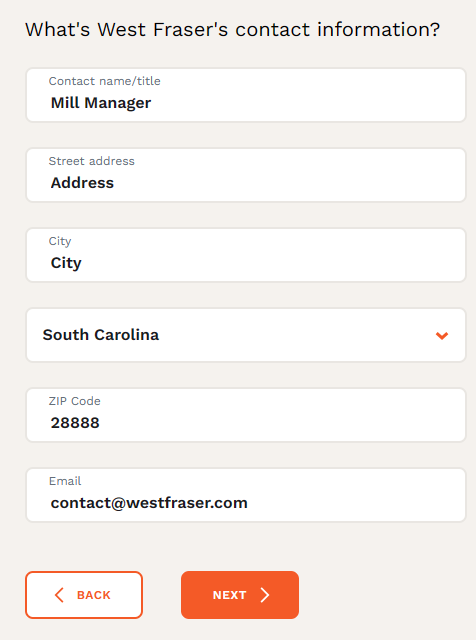 What's West Fraser's contact information?
Contact name/title
Mill Manager
Street address
Address
City
City
South Carolina
ZIP Code
28888
Email
contact@westfraser.com
BACK
NEXT